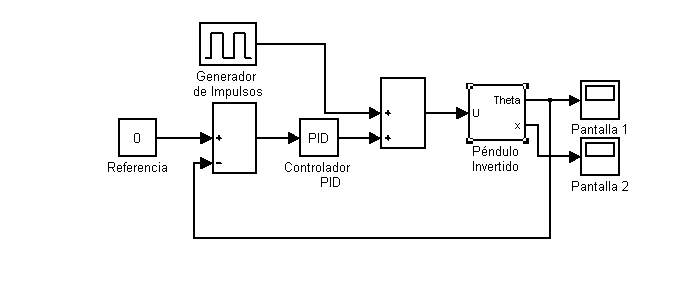 Generador
de Impulsos
+
+
Theta
U
x
Pantalla 1
0
+
-
PID
Referencia
Controlador
PID
Péndulo
Invertido
Pantalla 2